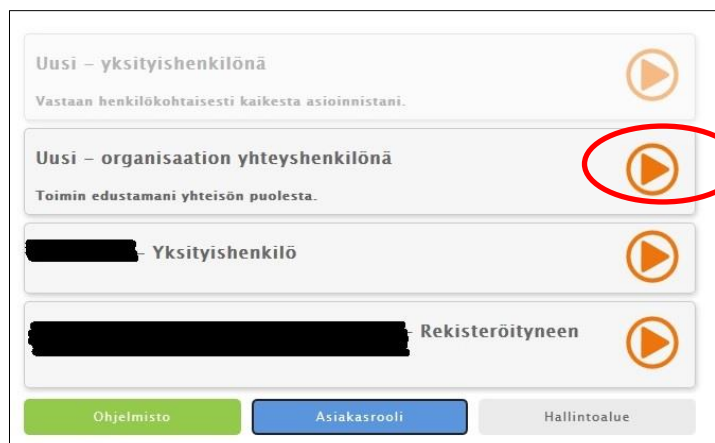 Uusi – yksityishenkilönä
Vastaan henkilökohtaisesti kaikesta asioinnistani.
Uusi – organisaation yhteyshenkilönä
Toimin edustamani yhteisön puolesta.
- Yksityishenkilö
- Rekisteröityneen
Ohjelmisto
Asiakasrooli
Hallintoalue